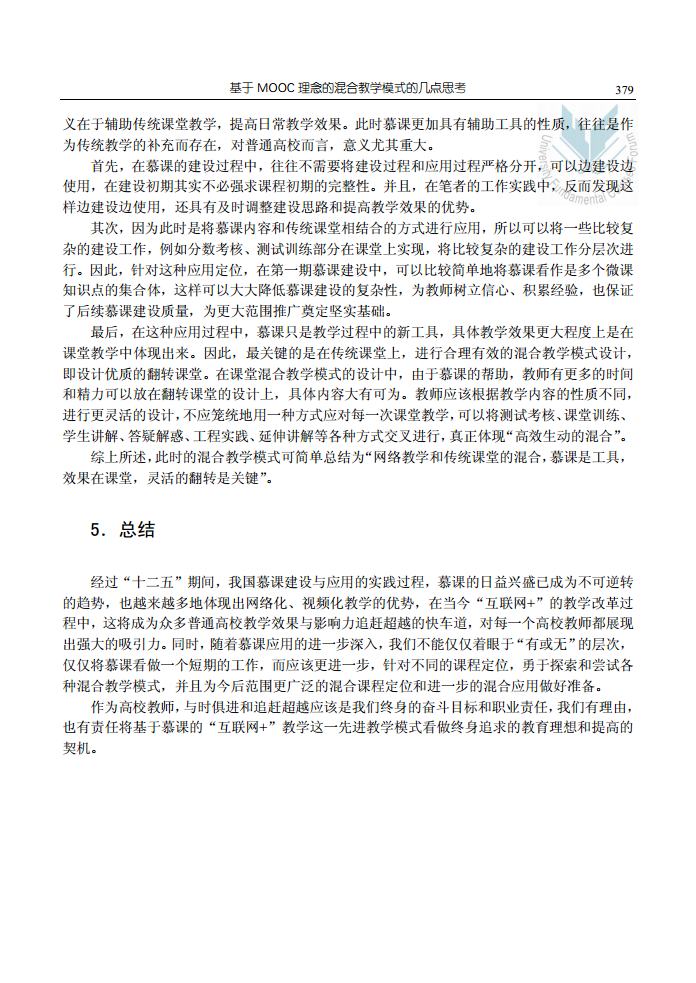 基于 MOOC 理念的混合教学模式的几点思考 379
义在于辅助传统课堂教学，提高日常教学效果。此时慕课更加具有辅助工具的性质，往往是作
为传统教学的补充而存在，对普通高校而言，意义尤其重大。
首先，在慕课的建设过程中，往往不需要将建设过程和应用过程严格分开，可以边建设边
使用，在建设初期其实不必强求课程初期的完整性。并且，在笔者的工作实践中，反而发现这
样边建设边使用，还具有及时调整建设思路和提高教学效果的优势。
其次，因为此时是将慕课内容和传统课堂相结合的方式进行应用，所以可以将一些比较复
杂的建设工作，例如分数考核、测试训练部分在课堂上实现，将比较复杂的建设工作分层次进
行。因此，针对这种应用定位，在第一期慕课建设中，可以比较简单地将慕课看作是多个微课
知识点的集合体，这样可以大大降低慕课建设的复杂性，为教师树立信心、积累经验，也保证
了后续慕课建设质量，为更大范围推广奠定坚实基础。
最后，在这种应用过程中，慕课只是教学过程中的新工具，具体教学效果更大程度上是在
课堂教学中体现出来。因此，最关键的是在传统课堂上，进行合理有效的混合教学模式设计，
即设计优质的翻转课堂。在课堂混合教学模式的设计中，由于慕课的帮助，教师有更多的时间
和精力可以放在翻转课堂的设计上，具体内容大有可为。教师应该根据教学内容的性质不同，
进行更灵活的设计，不应笼统地用一种方式应对每一次课堂教学，可以将测试考核、课堂训练、
学生讲解、答疑解惑、工程实践、延伸讲解等各种方式交叉进行，真正体现“高效生动的混合”。
综上所述，此时的混合教学模式可简单总结为“网络教学和传统课堂的混合，慕课是工具，
效果在课堂，灵活的翻转是关键”。
5．总结
经过“十二五”期间，我国慕课建设与应用的实践过程，慕课的日益兴盛已成为不可逆转
的趋势，也越来越多地体现出网络化、视频化教学的优势，在当今“互联网+”的教学改革过
程中，这将成为众多普通高校教学效果与影响力追赶超越的快车道，对每一个高校教师都展现
出强大的吸引力。同时，随着慕课应用的进一步深入，我们不能仅仅着眼于“有或无”的层次，
仅仅将慕课看做一个短期的工作，而应该更进一步，针对不同的课程定位，勇于探索和尝试各
种混合教学模式，并且为今后范围更广泛的混合课程定位和进一步的混合应用做好准备。
作为高校教师，与时俱进和追赶超越应该是我们终身的奋斗目标和职业责任，我们有理由，
也有责任将基于慕课的“互联网+”教学这一先进教学模式看做终身追求的教育理想和提高的
契机。